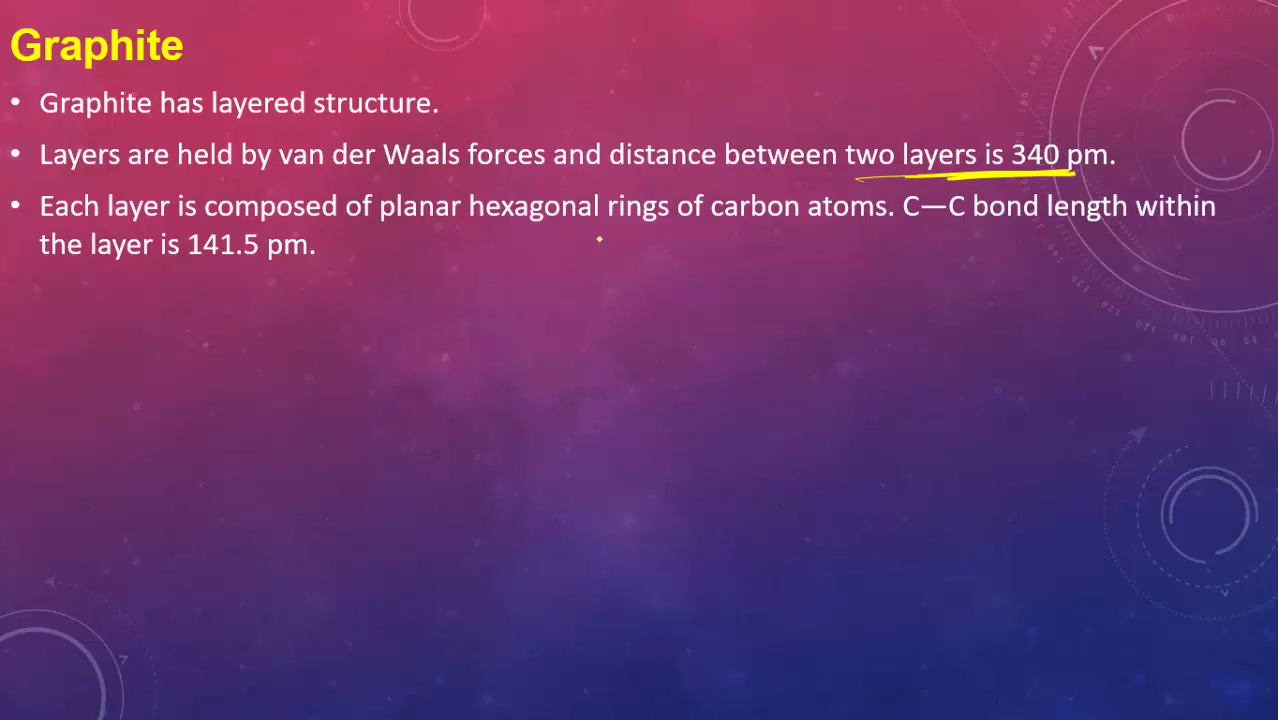 Graphite
• Graphite has layered structure.
• Layers are held by van der Waals forces and distance between two layers is 340 pm.
• Each layer is composed of planar hexagonal rings of carbon atoms. C—C bond length within
the layer is 141.5 pm.